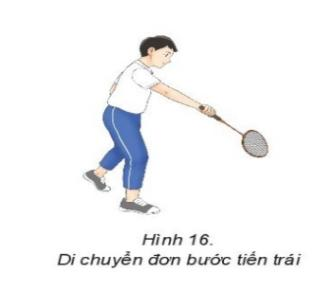 Hình 16.
Di chuyển đơn bước tiến trái